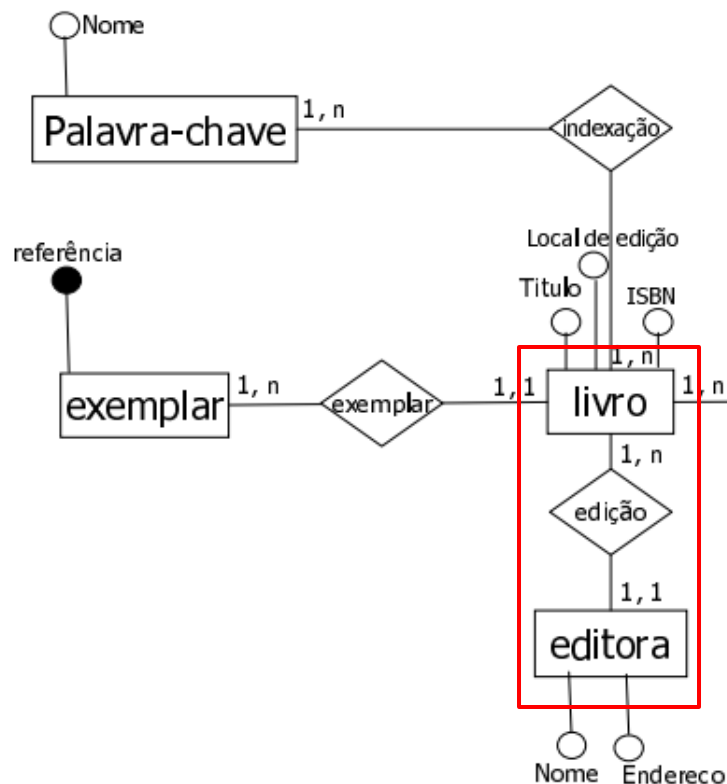 Nome
Palavra-chave
1, n
indexação
Local de edição
referência
Titulo
ISBN
1, n
exemplar
1, n
exemplar
1, 1
livro
1, n
1, n
edição
1, 1
editora
Nome
Endereço